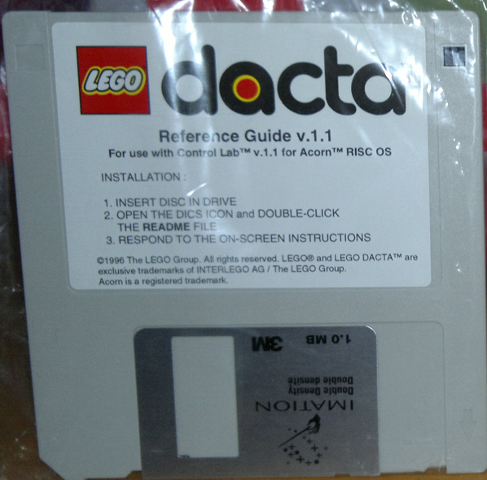 LEGO dacta
Reference Guide v.1.1
For use with Control Lab™ v.1.1 for Acorn™ RISC OS
INSTALLATION :
1. INSERT DISC IN DRIVE
2. OPEN THE DICS ICON and DOUBLE-CLICK
THE README FILE
3. RESPOND TO THE ON-SCREEN INSTRUCTIONS
©1996 The LEGO Group. All rights reserved. LEGO® and LEGO DACTA™ are
exclusive trademarks of INTERLEGO AG / The LEGO Group.
Acorn is a registered trademark.
1.0 MB 3M
Double density
Double densité
IMATION